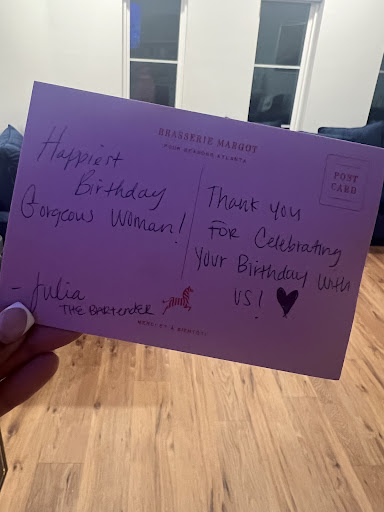 BRASSERIE MARGOT
FOUR SEASONS ATLANTA
POST
CARD
Happiest
Birthday
Gorgeous Woman!
- Julia
THE BARTENDER
Thank you
FOR Celebrating
Your Birthday With
US!